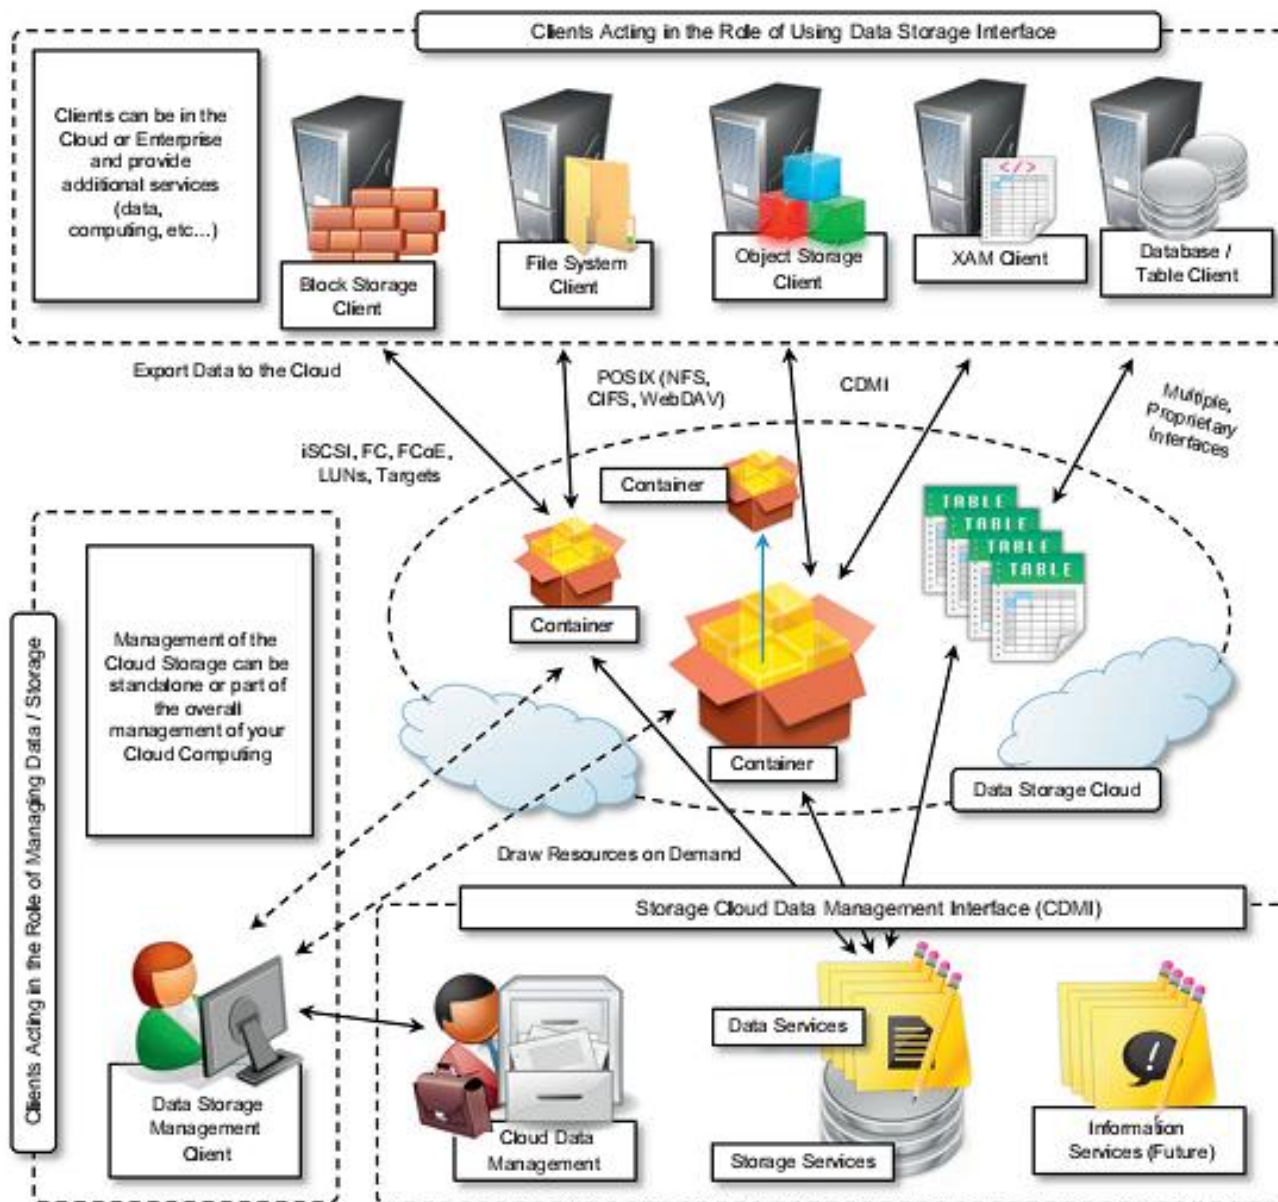 Clients Acting in the Role of Using Data Storage Interface
Clients can be in the
Cloud or Enterprise
and provide
additional services
(data,
computing, etc...)
Block Storage
Client
File System
Client
Object Storage
Client
XAM Client
Database /
Table Client
Export Data to the Cloud
POSIX (NFS,
CIFS, WebDAV)
CDMI
Multiple,
Proprietary
Interfaces
iSCSI, FC, FCoE,
LUNs, Targets
Container
TABLE
TABLE
TABLE
TABLE
Container
Container
Data Storage Cloud
Clients Acting in the Role of Managing Data / Storage
Management of the
Cloud Storage can be
standalone or part of
the overall
management of your
Cloud Computing
Draw Resources on Demand
Storage Cloud Data Management Interface (CDMI)
Data Storage
Management
Client
Cloud Data
Management
Data Services
Storage Services
Information
Services (Future)